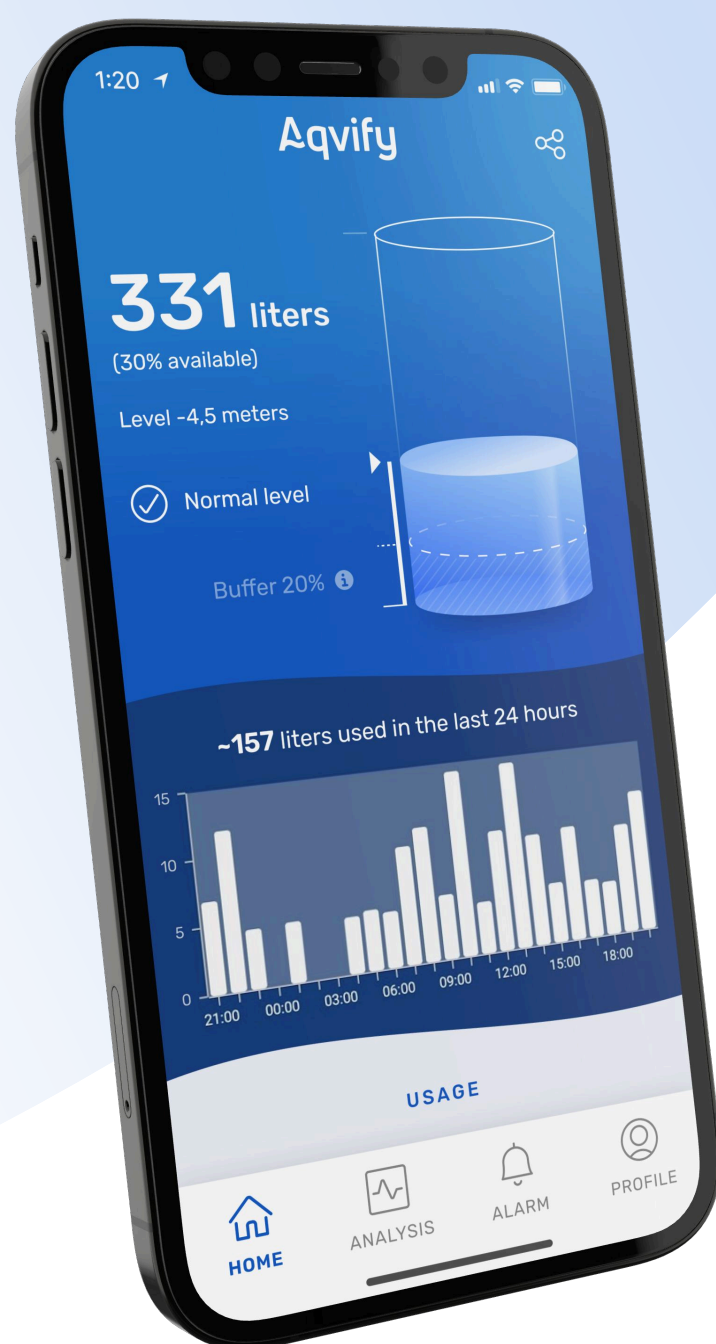 1:20
Aqvify
331 liters
(30% available)
Level -4,5 meters
Normal level
Buffer 20% i
~157 liters used in the last 24 hours
15
10
5
0
21:00 00:00 03:00 06:00 09:00 12:00 15:00 18:00
USAGE
HOME ANALYSIS ALARM PROFILE